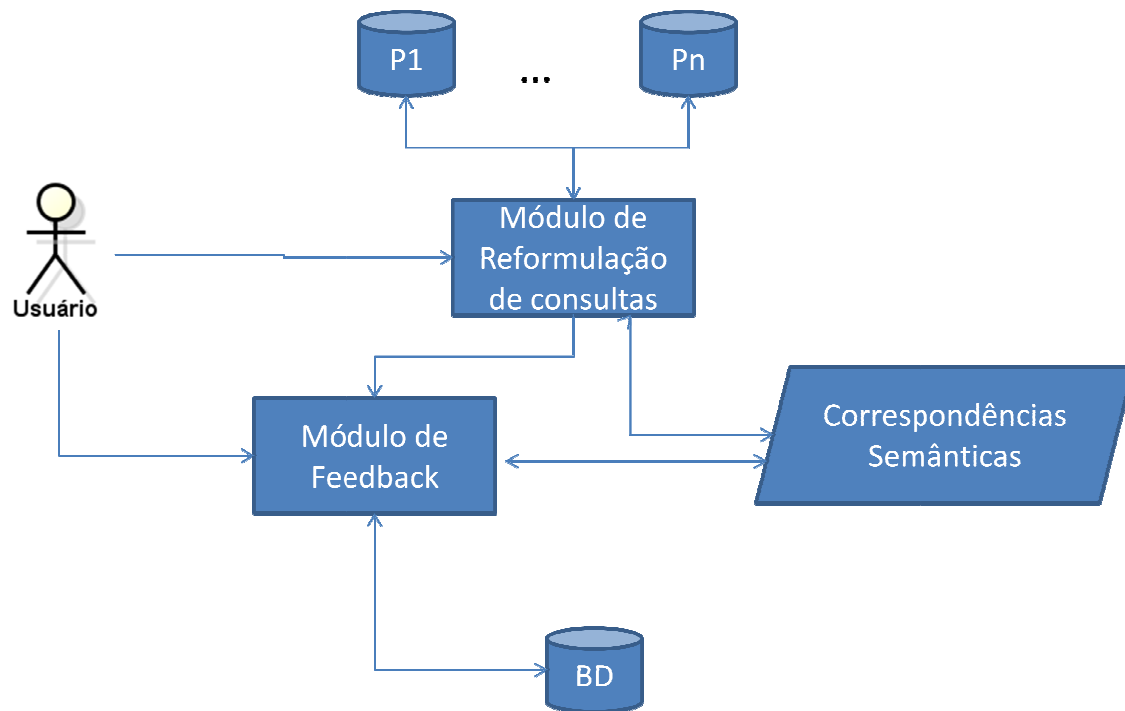 P1
...
Pn
Módulo de
Reformulação
de consultas
Usuário
Módulo de
Feedback
Correspondências
Semânticas
BD